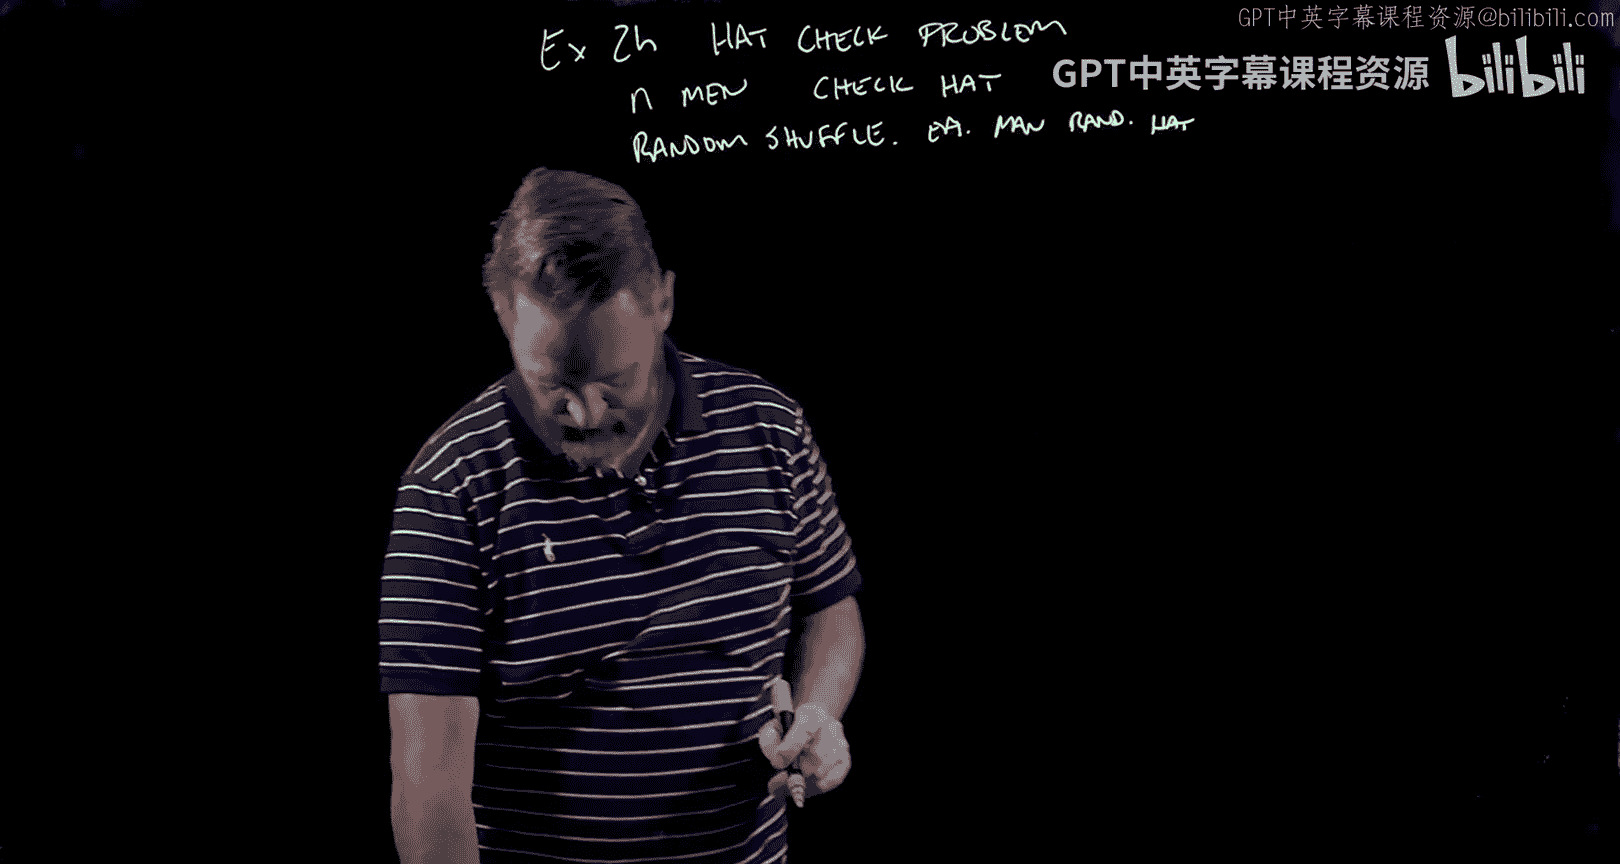 GPT中英字幕课程资源@bilibili.com
Ex 2h HAT CHECK PROBLEM
GPT中英字幕课程资源 bilibili
n MEN CHECK HAT
RANDOM SHUFFLE. EA. MAN RAND. HAT